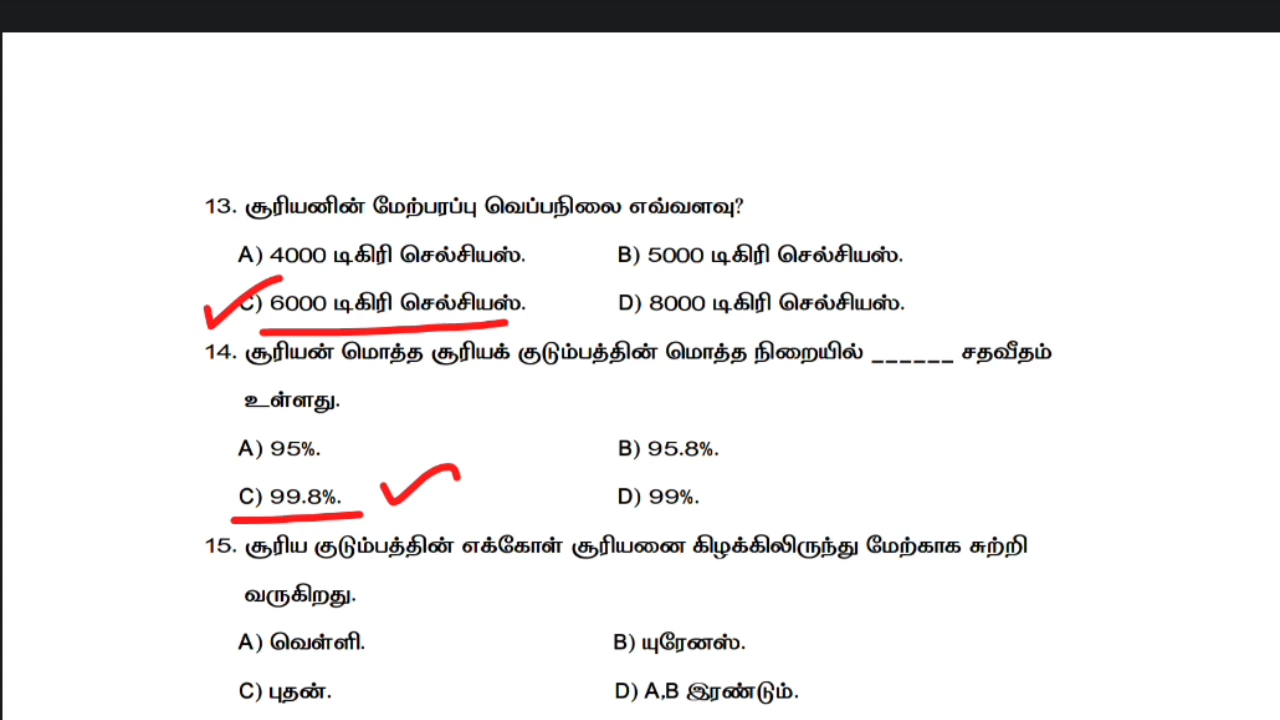 13. சூரியனின் மேற்பரப்பு வெப்பநிலை எவ்வளவு?
A) 4000 டிகிரி செல்சியஸ். B) 5000 டிகிரி செல்சியஸ்.
C) 6000 டிகிரி செல்சியஸ். D) 8000 டிகிரி செல்சியஸ்.
14. சூரியன் மொத்த சூரியக் குடும்பத்தின் மொத்த நிறையில் ______ சதவீதம்
உள்ளது.
A) 95%. B) 95.8%.
C) 99.8%. D) 99%.
15. சூரிய குடும்பத்தின் எக்கோள் சூரியனை கிழக்கிலிருந்து மேற்காக சுற்றி
வருகிறது.
A) வெள்ளி. B) யுரேனஸ்.
C) புதன். D) A,B இரண்டும்.